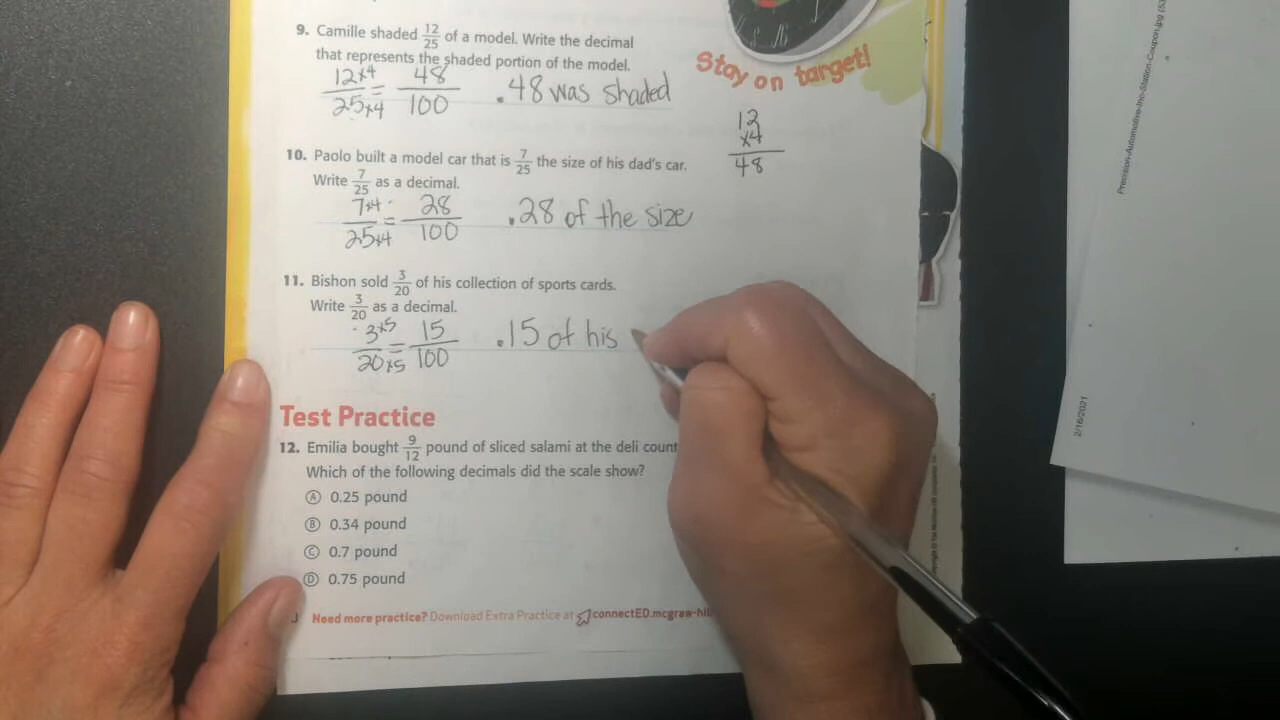 9. Camille shaded 12/25 of a model. Write the decimal
that represents the shaded portion of the model.
12×4/25×4 = 48/100 .48 was shaded
Stay on target!
12
×4
48
10. Paolo built a model car that is 7/25 the size of his dad's car.
Write 7/25 as a decimal.
7×4/25×4 = 28/100 .28 of the size
11. Bishon sold 3/20 of his collection of sports cards.
Write 3/20 as a decimal.
3×5/20×5 = 15/100 .15 of his
Test Practice
12. Emilia bought 9/12 pound of sliced salami at the deli
Which of the following decimals did the scale show?
Ⓐ 0.25 pound
Ⓑ 0.34 pound
Ⓒ 0.7 pound
Ⓓ 0.75 pound
Need more practice? Download Extra Practice at connectED.mcgraw-hil
2/16/2021